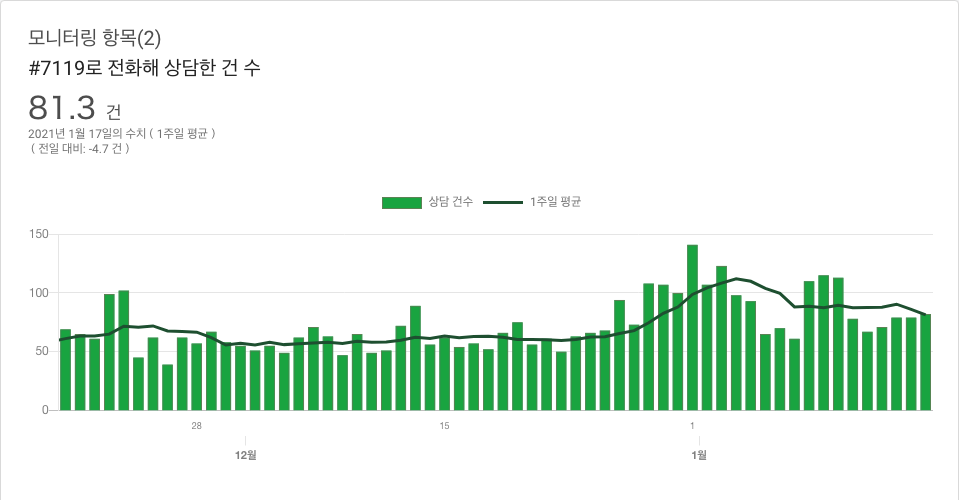 모니터링 항목(2)
#7119로 전화해 상담한 건 수
81.3 건
2021년 1월 17일의 수치 ( 1주일 평균 )
( 전일 대비: -4.7 건 )
상담 건수 1주일 평균
150
100
50
0
28 15 1
12월 1월